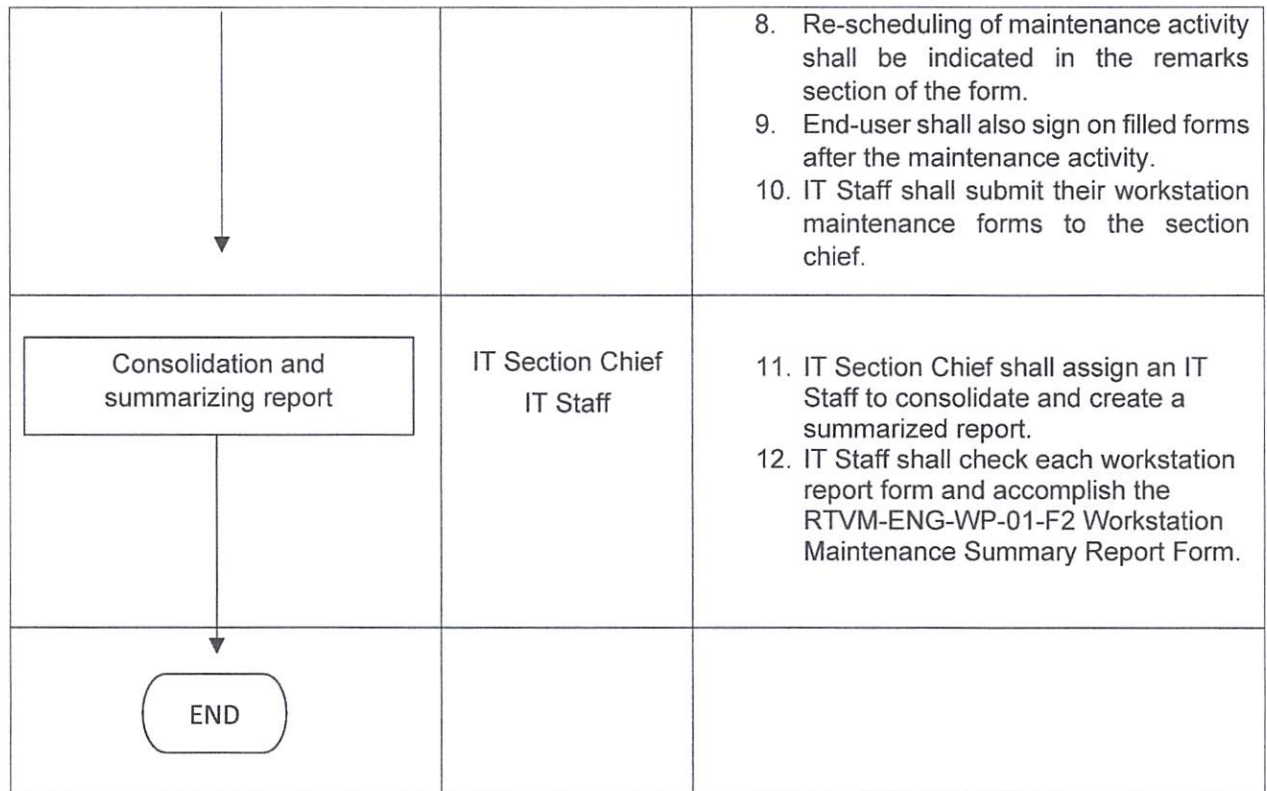 8. Re-scheduling of maintenance activity
shall be indicated in the remarks
section of the form.
9. End-user shall also sign on filled forms
after the maintenance activity.
10. IT Staff shall submit their workstation
maintenance forms to the section
chief.
Consolidation and
summarizing report
IT Section Chief
IT Staff
11. IT Section Chief shall assign an IT
Staff to consolidate and create a
summarized report.
12. IT Staff shall check each workstation
report form and accomplish the
RTVM-ENG-WP-01-F2 Workstation
Maintenance Summary Report Form.
END